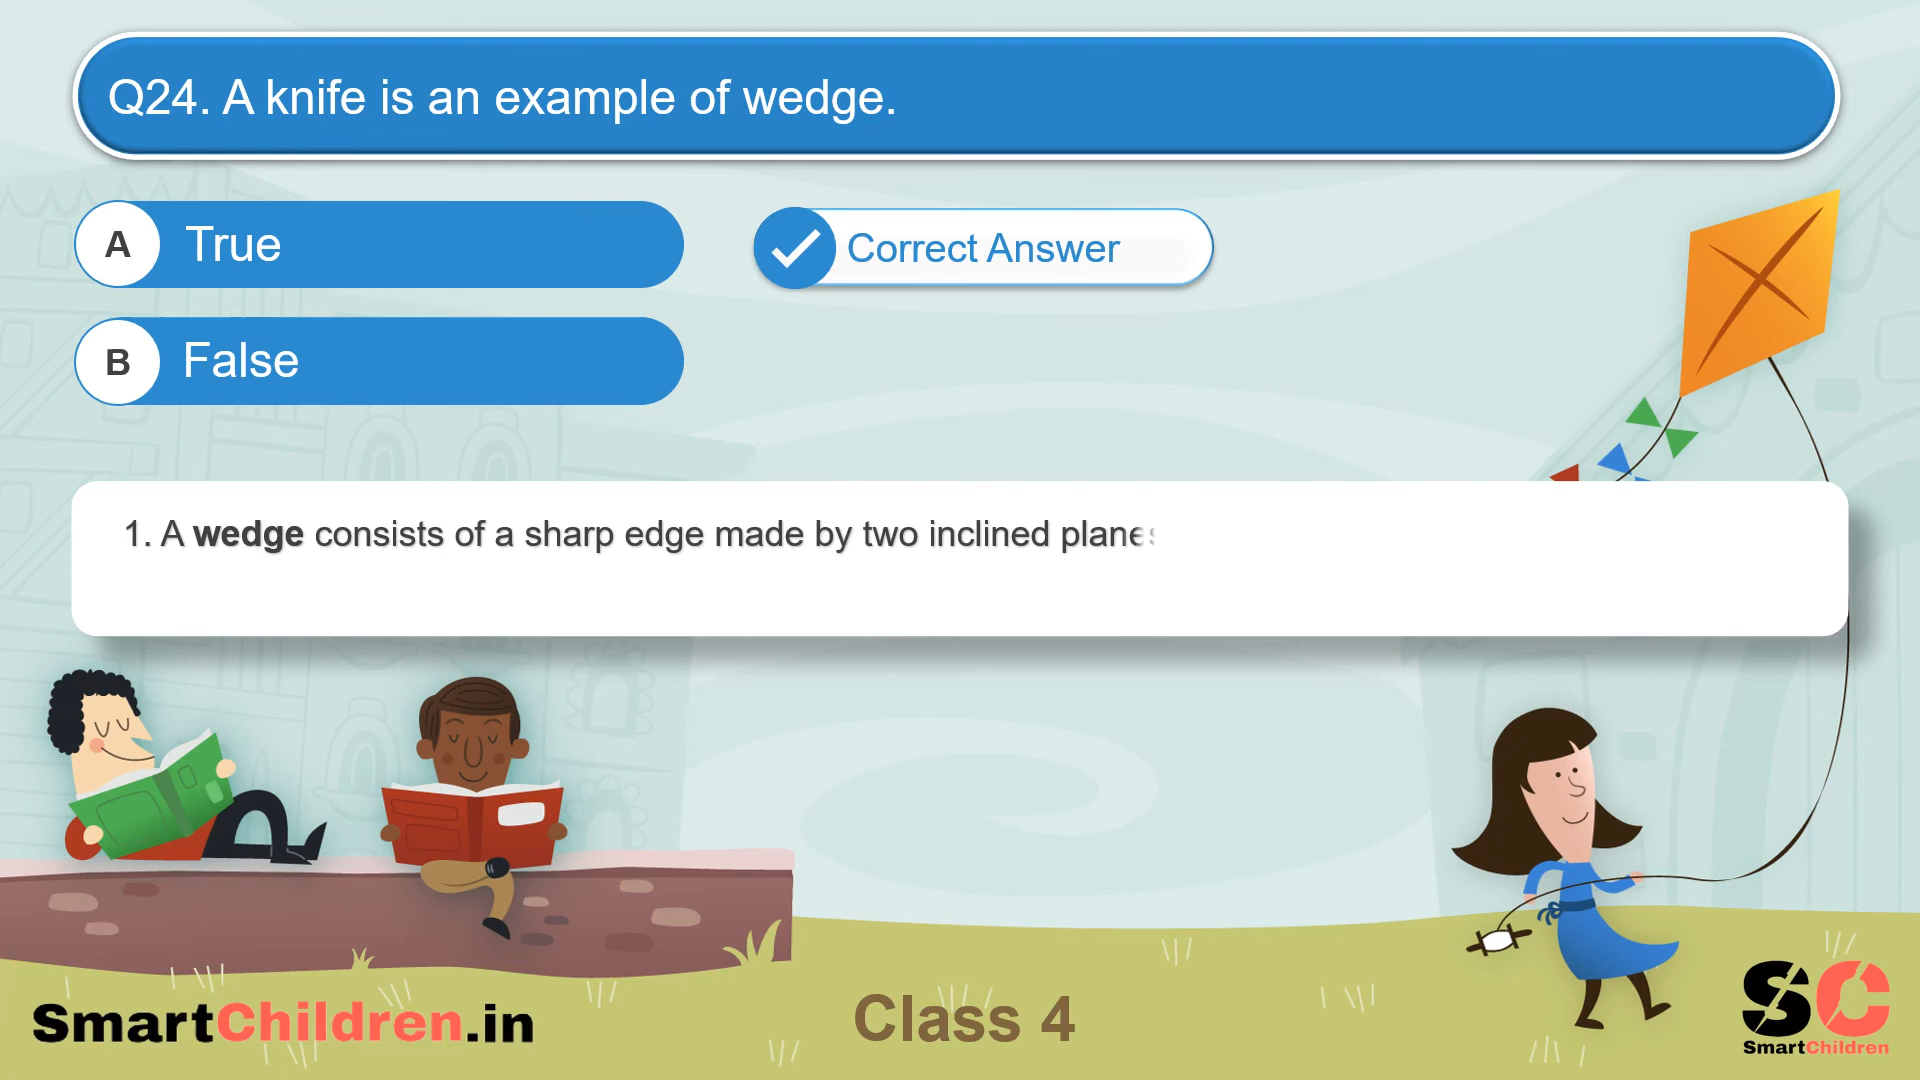 Q24. A knife is an example of wedge.
A True
Correct Answer
B False
1. A wedge consists of a sharp edge made by two inclined planes
SmartChildren.in
Class 4
SC
SmartChildren